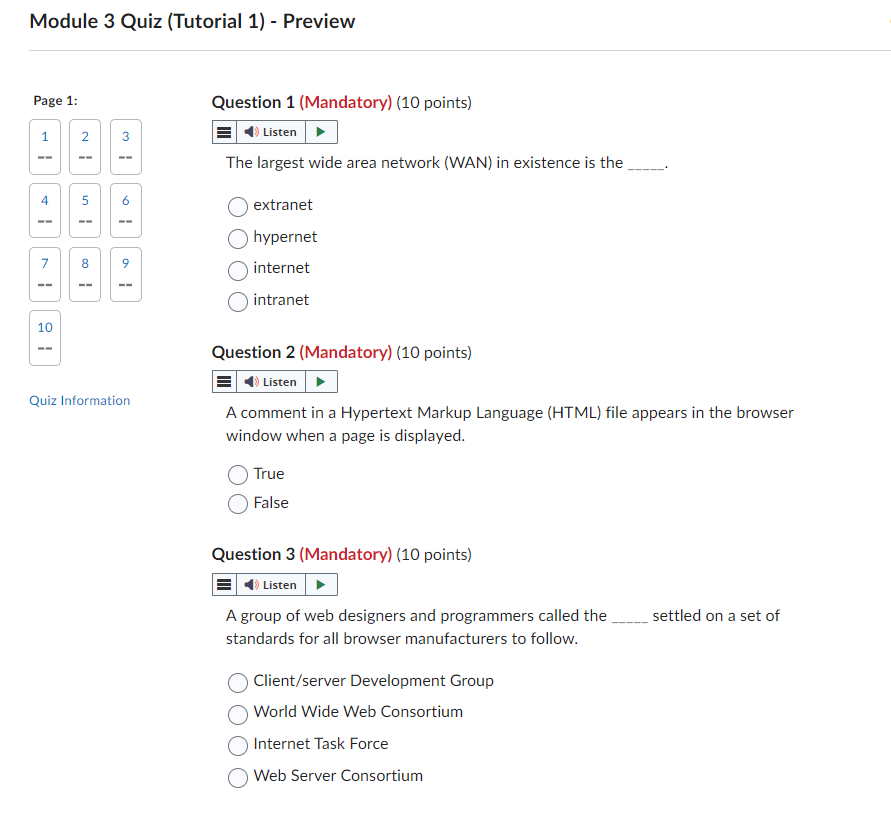 Module 3 Quiz (Tutorial 1) - Preview
Page 1:
1
--
2
--
3
--
4
--
5
--
6
--
7
--
8
--
9
--
10
--
Quiz Information
Question 1 (Mandatory) (10 points)
Listen
The largest wide area network (WAN) in existence is the _____.
extranet
hypernet
internet
intranet
Question 2 (Mandatory) (10 points)
Listen
A comment in a Hypertext Markup Language (HTML) file appears in the browser
window when a page is displayed.
True
False
Question 3 (Mandatory) (10 points)
Listen
A group of web designers and programmers called the _____ settled on a set of
standards for all browser manufacturers to follow.
Client/server Development Group
World Wide Web Consortium
Internet Task Force
Web Server Consortium